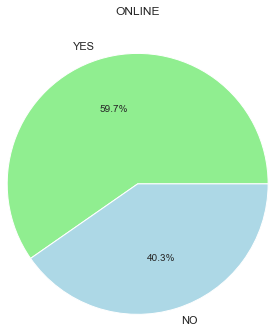 ONLINE
YES
59.7%
40.3%
NO